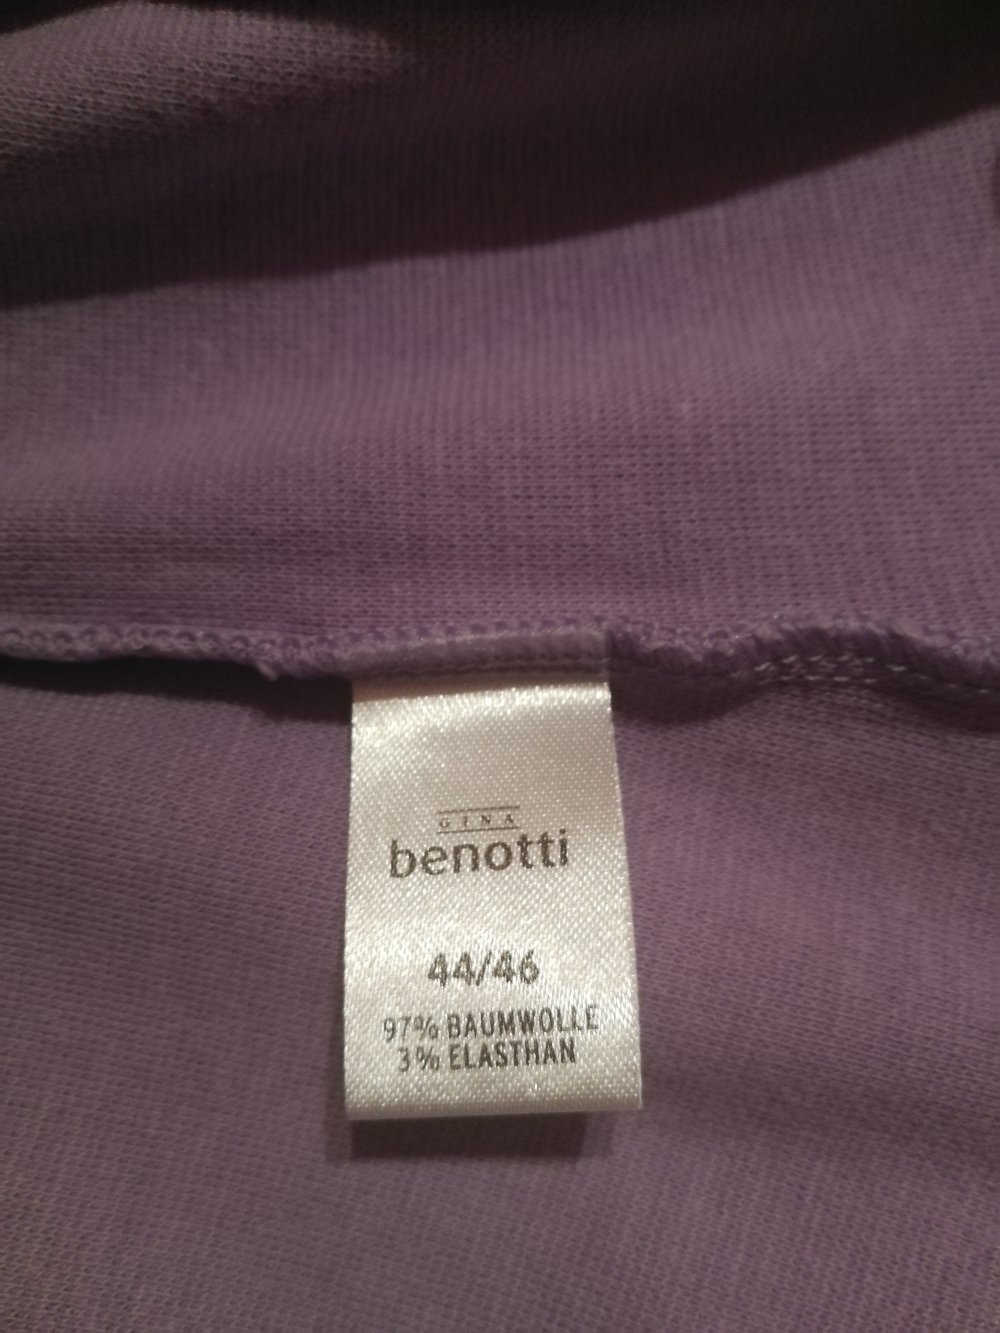 GINA
benotti
44/46
97% BAUMWOLLE
3% ELASTHAN